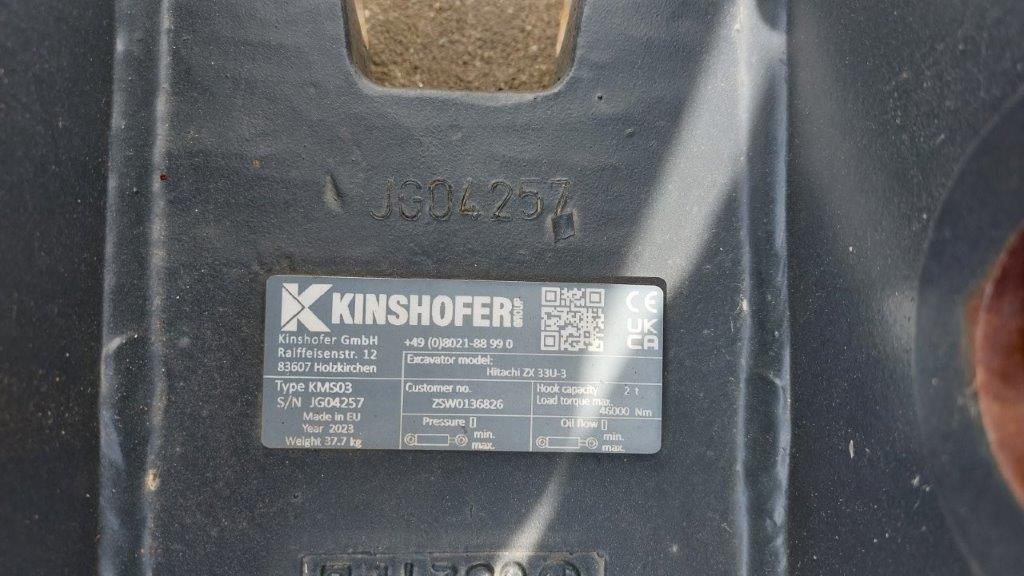 JG04257
KINSHOFER GROUP
Kinshofer GmbH
Raiffeisenstr. 12
83607 Holzkirchen
+49 (0)8021-88 99 0
CE
UK
CA
Excavator model:
Hitachi ZX 33U-3
Type KMS03
S/N JG04257
Made in EU
Year 2023
Weight 37.7 kg
Customer no.
ZSW0136826
Hook capacity 2 t
Load torque max.
46000 Nm
Pressure []
min.
max.
Oil flow []
min.
max.